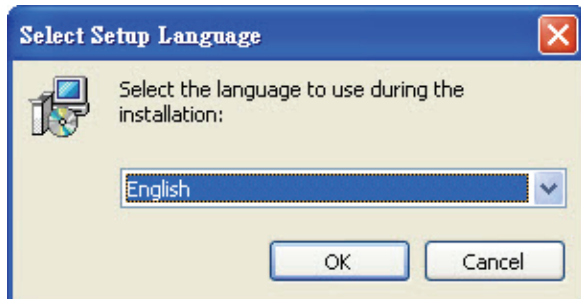 Select Setup Language
Select the language to use during the
installation:
English
OK
Cancel